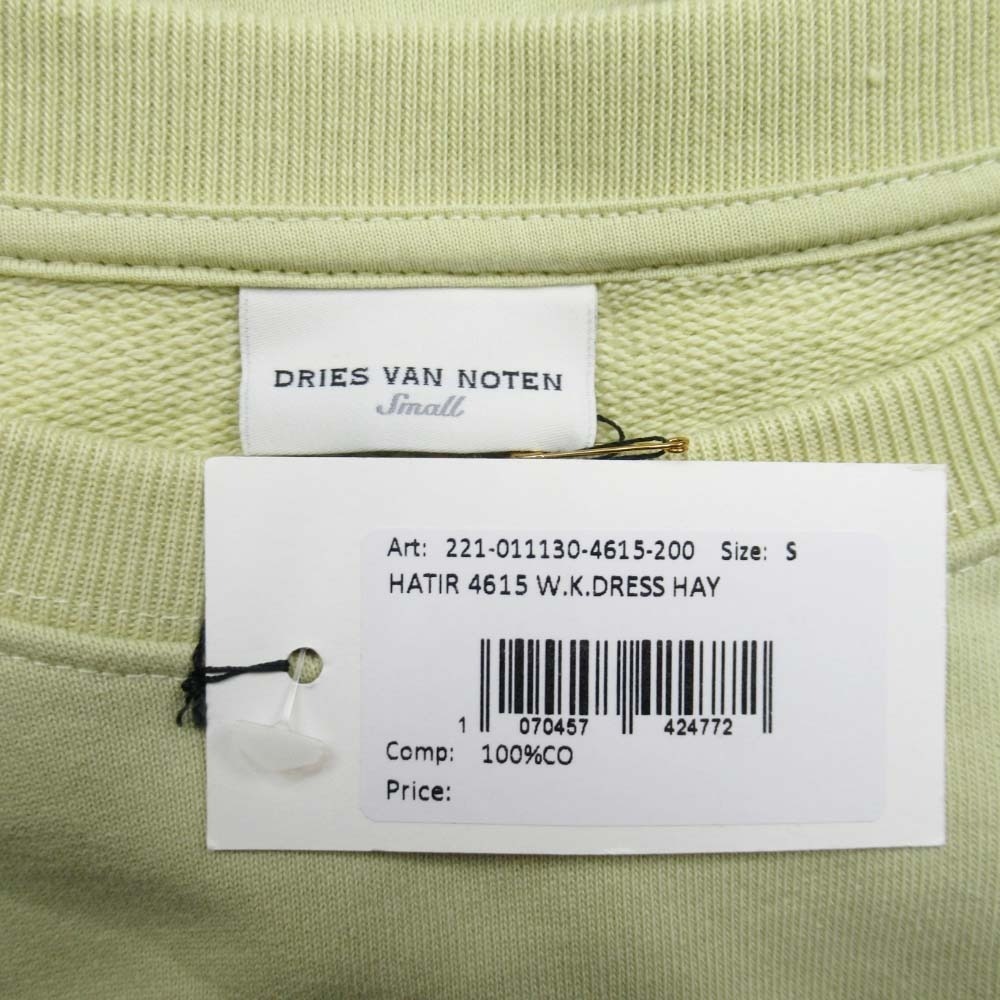 DRIES VAN NOTEN
Small
Art: 221-011130-4615-200 Size: S
HATIR 4615 W.K.DRESS HAY
1 070457 424772
Comp: 100%CO
Price: